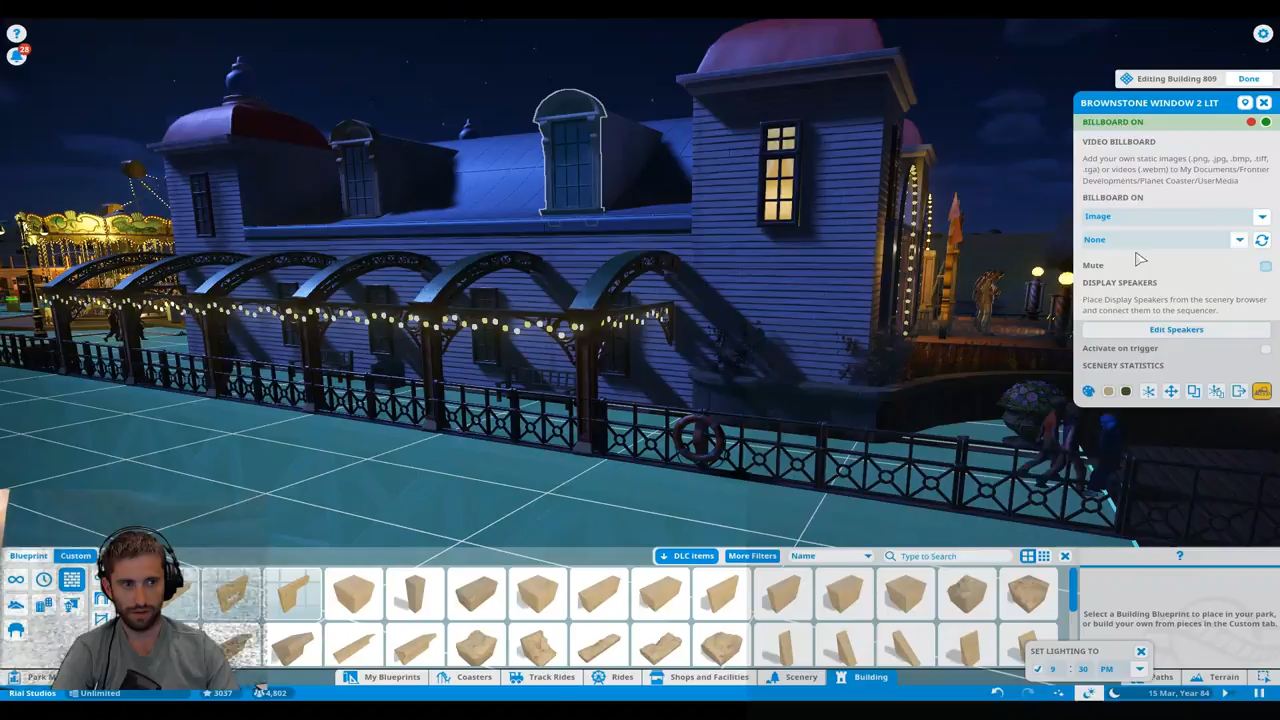 ?
28
Editing Building 809 Done
BROWNSTONE WINDOW 2 LIT
BILLBOARD ON
VIDEO BILLBOARD
Add your own static images (.png, .jpg, .bmp, .tiff,
.tga) or videos (.webm) to My Documents/Frontier
Developments/Planet Coaster/UserMedia
BILLBOARD ON
Image
None
Mute
DISPLAY SPEAKERS
Place Display Speakers from the scenery browser
and connect them to the sequencer.
Edit Speakers
Activate on trigger
SCENERY STATISTICS
Blueprint Custom DLC items More Filters Name Type to Search ?
Select a Building Blueprint to place in your park,
or build your own from pieces in the Custom tab.
SET LIGHTING TO
9 : 30 PM
Park M My Blueprints Coasters Track Rides Rides Shops and Facilities Scenery Building Paths Terrain
Rial Studios Unlimited 3037 4,802 15 Mar, Year 84